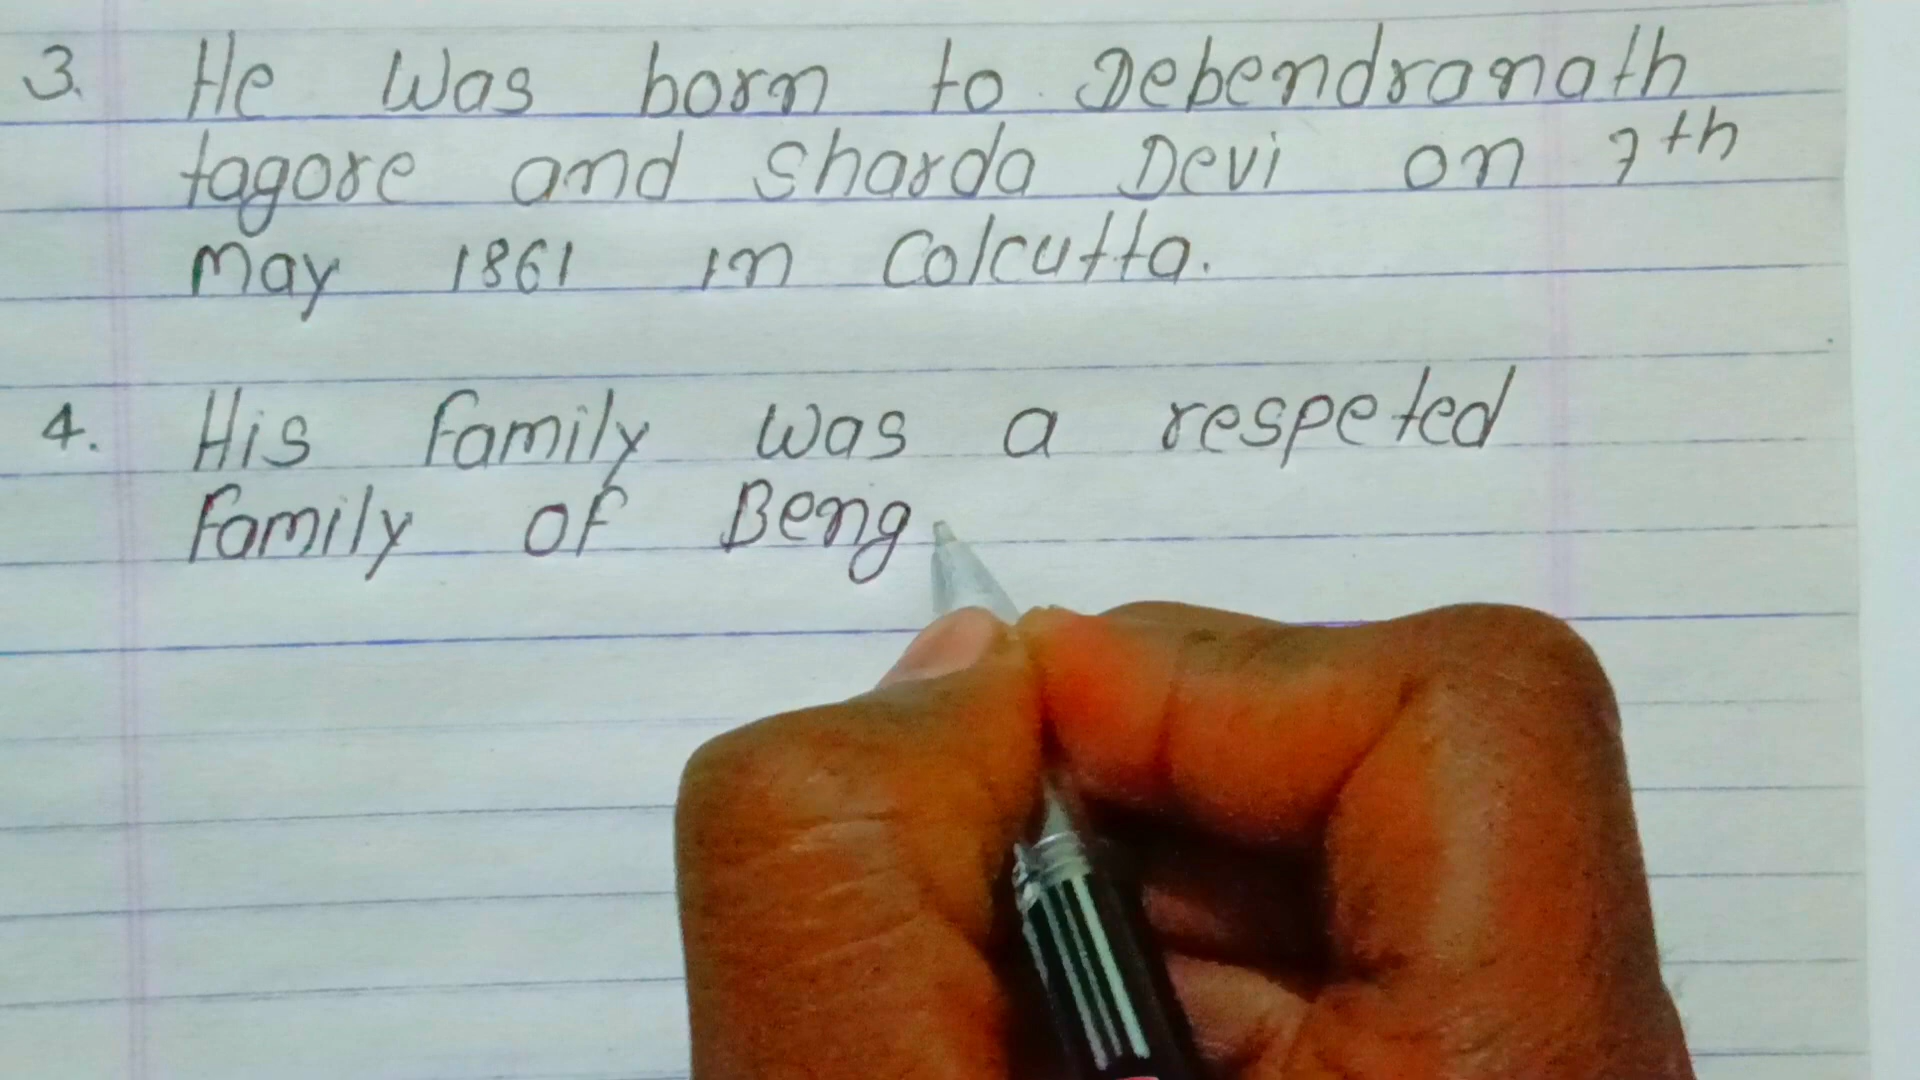 3. He was born to Debendranath
tagore and Sharda Devi on 7th
May 1861 in Calcutta.
4. His family was a respeted
family of Beng